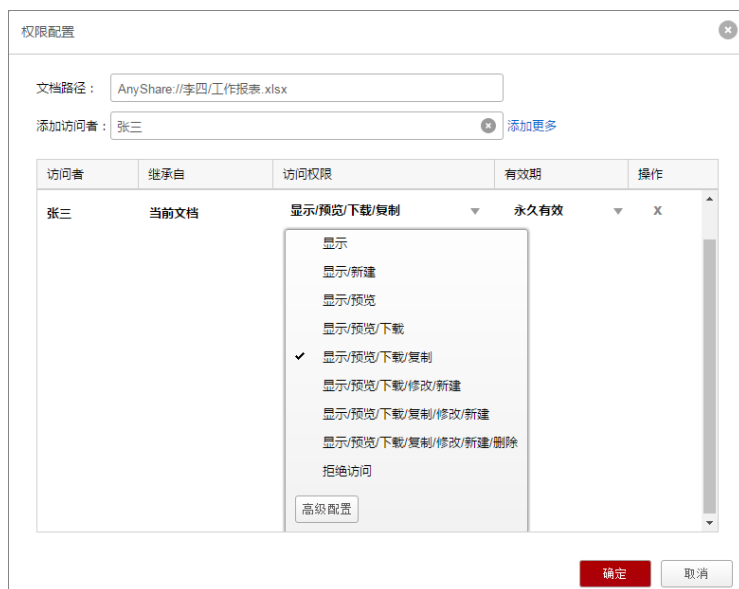 权限配置
文档路径： AnyShare://李四/工作报表.xlsx
添加访问者： 张三 添加更多
访问者 继承自 访问权限 有效期 操作
张三 当前文档 显示/预览/下载/复制 永久有效 X
显示
显示/新建
显示/预览
显示/预览/下载
显示/预览/下载/复制
显示/预览/下载/修改/新建
显示/预览/下载/复制/修改/新建
显示/预览/下载/复制/修改/新建/删除
拒绝访问
高级配置
确定 取消